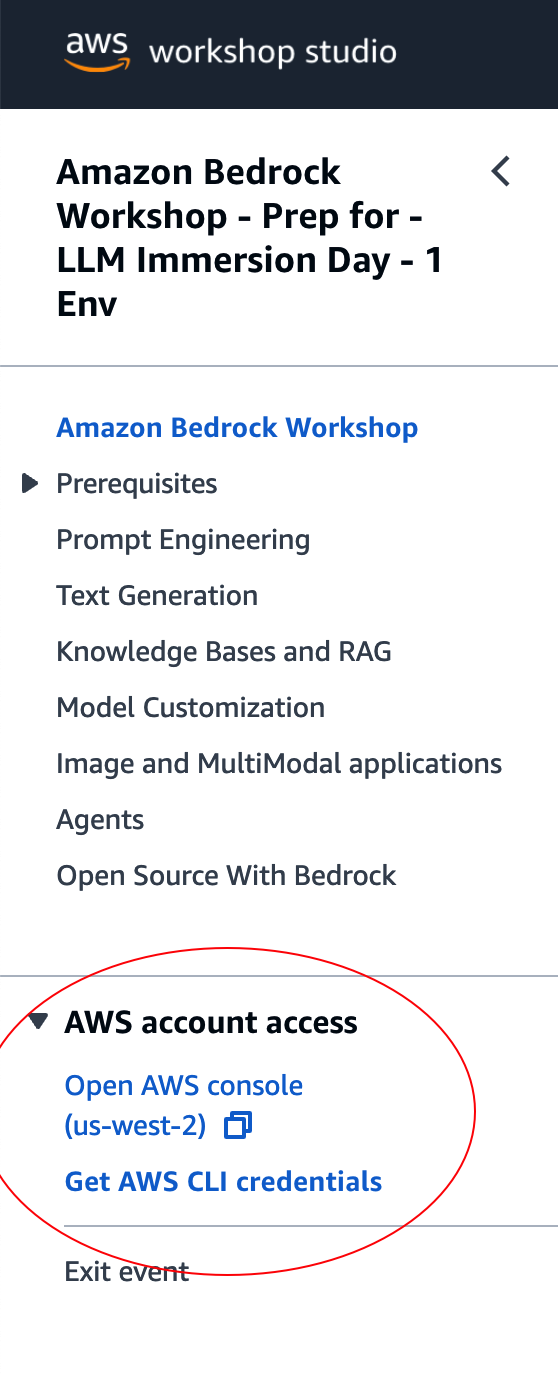 aws workshop studio
Amazon Bedrock
Workshop - Prep for -
LLM Immersion Day - 1
Env
Amazon Bedrock Workshop
Prerequisites
Prompt Engineering
Text Generation
Knowledge Bases and RAG
Model Customization
Image and MultiModal applications
Agents
Open Source With Bedrock
AWS account access
Open AWS console
(us-west-2)
Get AWS CLI credentials
Exit event